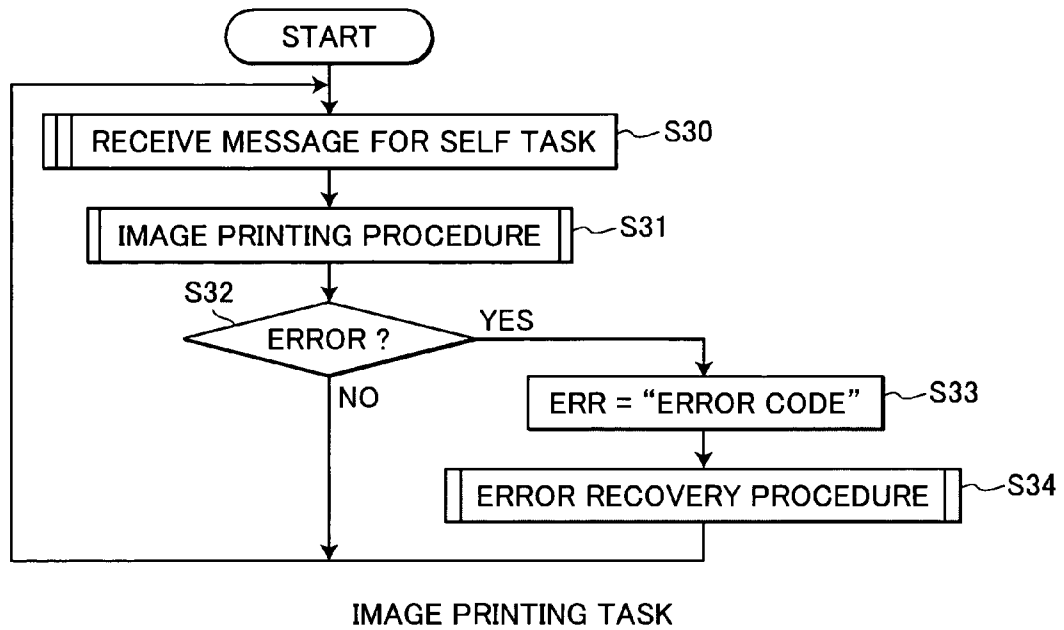 START
RECEIVE MESSAGE FOR SELF TASK
S30
IMAGE PRINTING PROCEDURE
S31
S32
ERROR ?
YES
NO
ERR = “ERROR CODE”
S33
ERROR RECOVERY PROCEDURE
S34
IMAGE PRINTING TASK